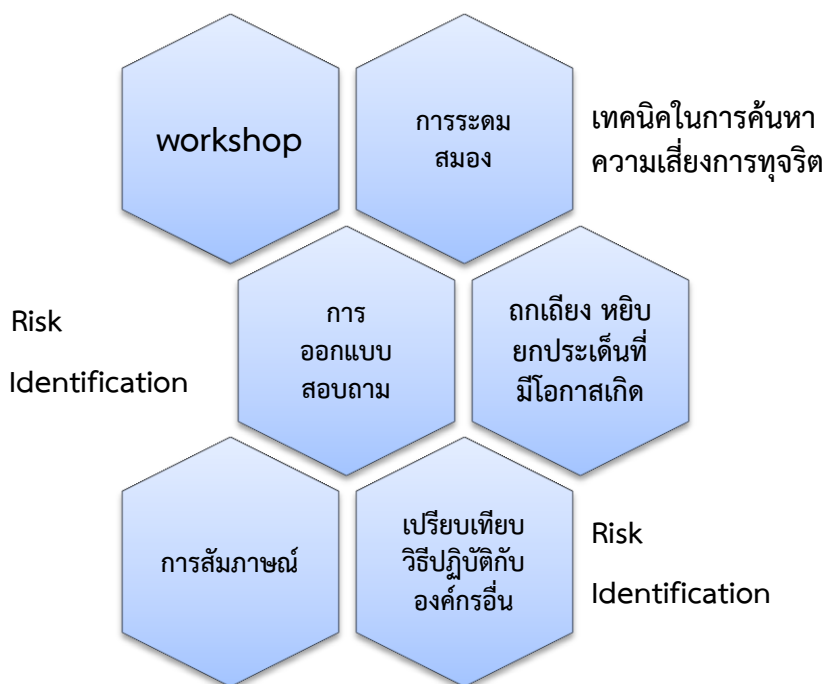 workshop
การระดม
สมอง
เทคนิคในการค้นหา
ความเสี่ยงการทุจริต
Risk
Identification
การ
ออกแบบ
สอบถาม
ถกเถียง หยิบ
ยกประเด็นที่
มีโอกาสเกิด
การสัมภาษณ์
เปรียบเทียบ
วิธีปฏิบัติกับ
องค์กรอื่น
Risk
Identification